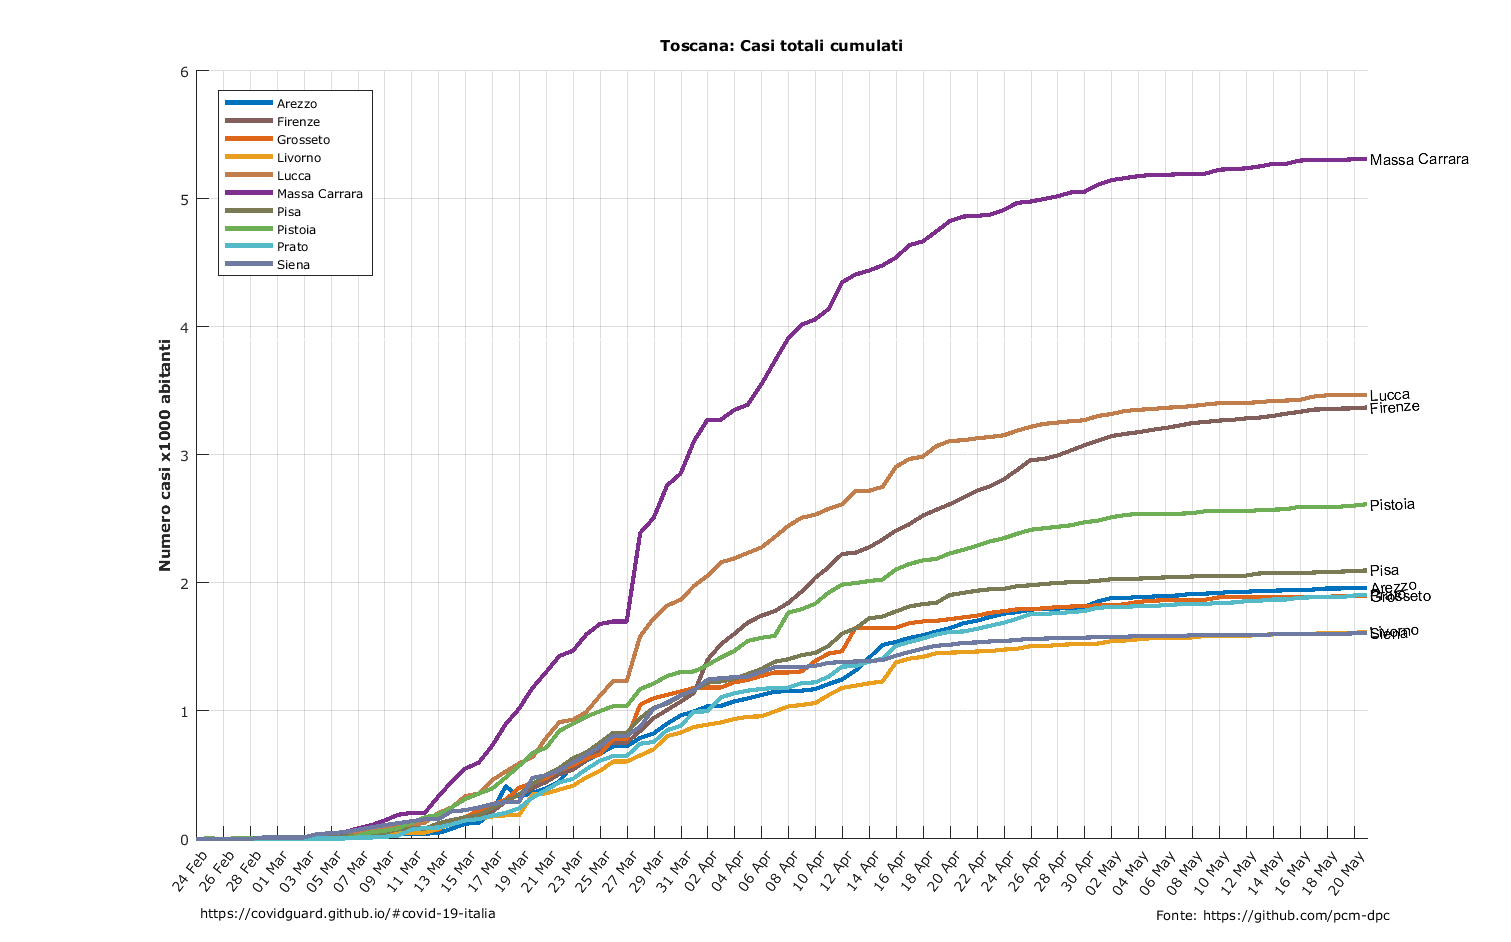 Toscana: Casi totali cumulati
Numero casi x1000 abitanti
6
5
4
3
2
1
0
Arezzo
Firenze
Grosseto
Livorno
Lucca
Massa Carrara
Pisa
Pistoia
Prato
Siena
Massa Carrara
Lucca
Firenze
Pistoia
Pisa
Arezzo
Prato
Grosseto
Livorno
Siena
24 Feb
26 Feb
28 Feb
01 Mar
03 Mar
05 Mar
07 Mar
09 Mar
11 Mar
13 Mar
15 Mar
17 Mar
19 Mar
21 Mar
23 Mar
25 Mar
27 Mar
29 Mar
31 Mar
02 Apr
04 Apr
06 Apr
08 Apr
10 Apr
12 Apr
14 Apr
16 Apr
18 Apr
20 Apr
22 Apr
24 Apr
26 Apr
28 Apr
30 Apr
02 May
04 May
06 May
08 May
10 May
12 May
14 May
16 May
18 May
20 May
https://covidguard.github.io/#covid-19-italia
Fonte: https://github.com/pcm-dpc